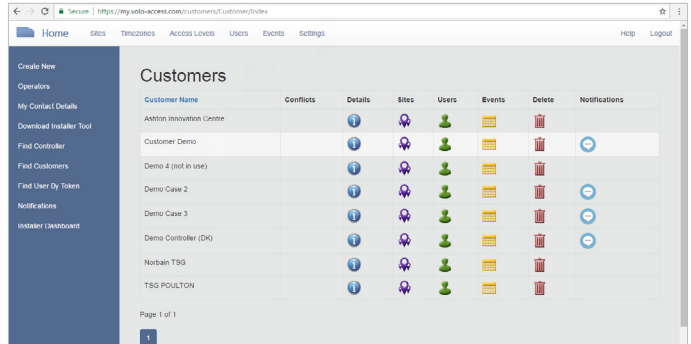 Secure | https://my.volo-access.com/customers/Customer/Index
Home Sites Timezones Access Levels Users Events Settings Help Logout
Create New
Operators
My Contact Details
Download Installer Tool
Find Controller
Find Customers
Find User By Token
Notifications
Installer Dashboard
Customers
Customer Name Conflicts Details Sites Users Events Delete Notifications
Ashton Innovation Centre
Customer Demo
Demo 4 (not in use)
Demo Case 2
Demo Case 3
Demo Controller (DK)
Norbain TSG
TSG POULTON
Page 1 of 1
1